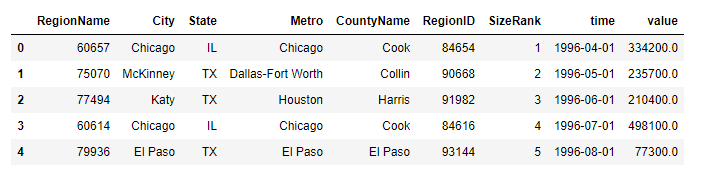 RegionName City State Metro CountyName RegionID SizeRank time value
0 60657 Chicago IL Chicago Cook 84654 1 1996-04-01 334200.0
1 75070 McKinney TX Dallas-Fort Worth Collin 90668 2 1996-05-01 235700.0
2 77494 Katy TX Houston Harris 91982 3 1996-06-01 210400.0
3 60614 Chicago IL Chicago Cook 84616 4 1996-07-01 498100.0
4 79936 El Paso TX El Paso El Paso 93144 5 1996-08-01 77300.0